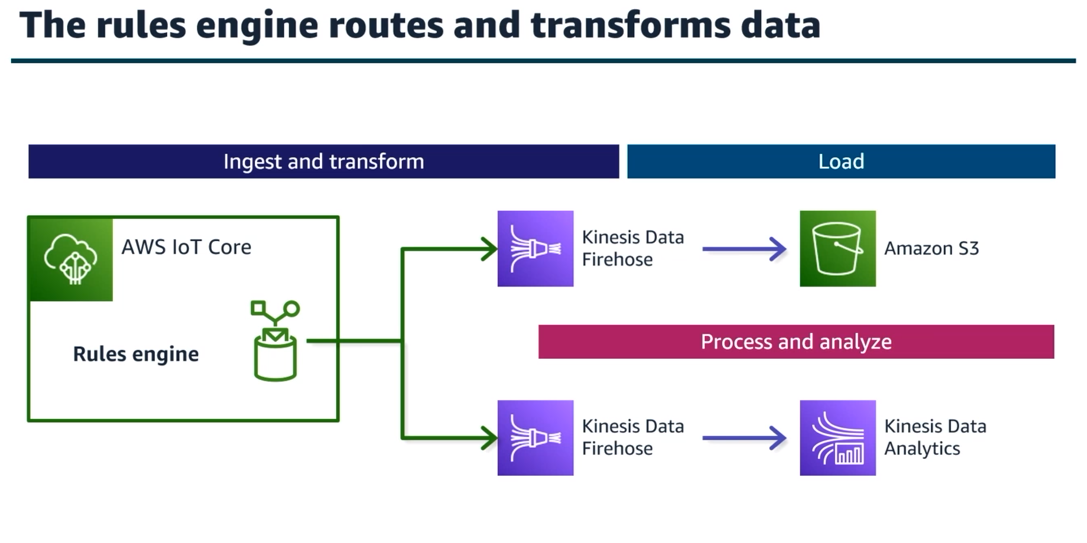 The rules engine routes and transforms data
Ingest and transform
Load
AWS IoT Core
Rules engine
Kinesis Data
Firehose
Amazon S3
Process and analyze
Kinesis Data
Firehose
Kinesis Data
Analytics